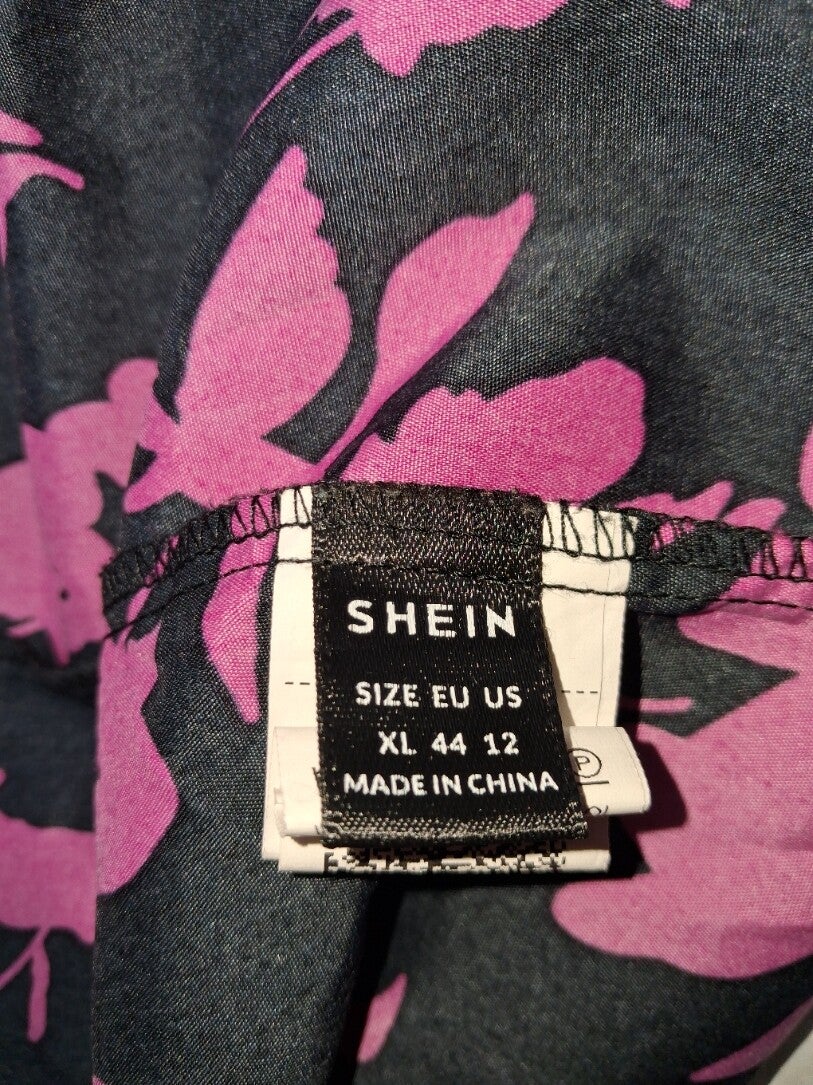 SHEIN
SIZE EU US
XL 44 12
MADE IN CHINA
P